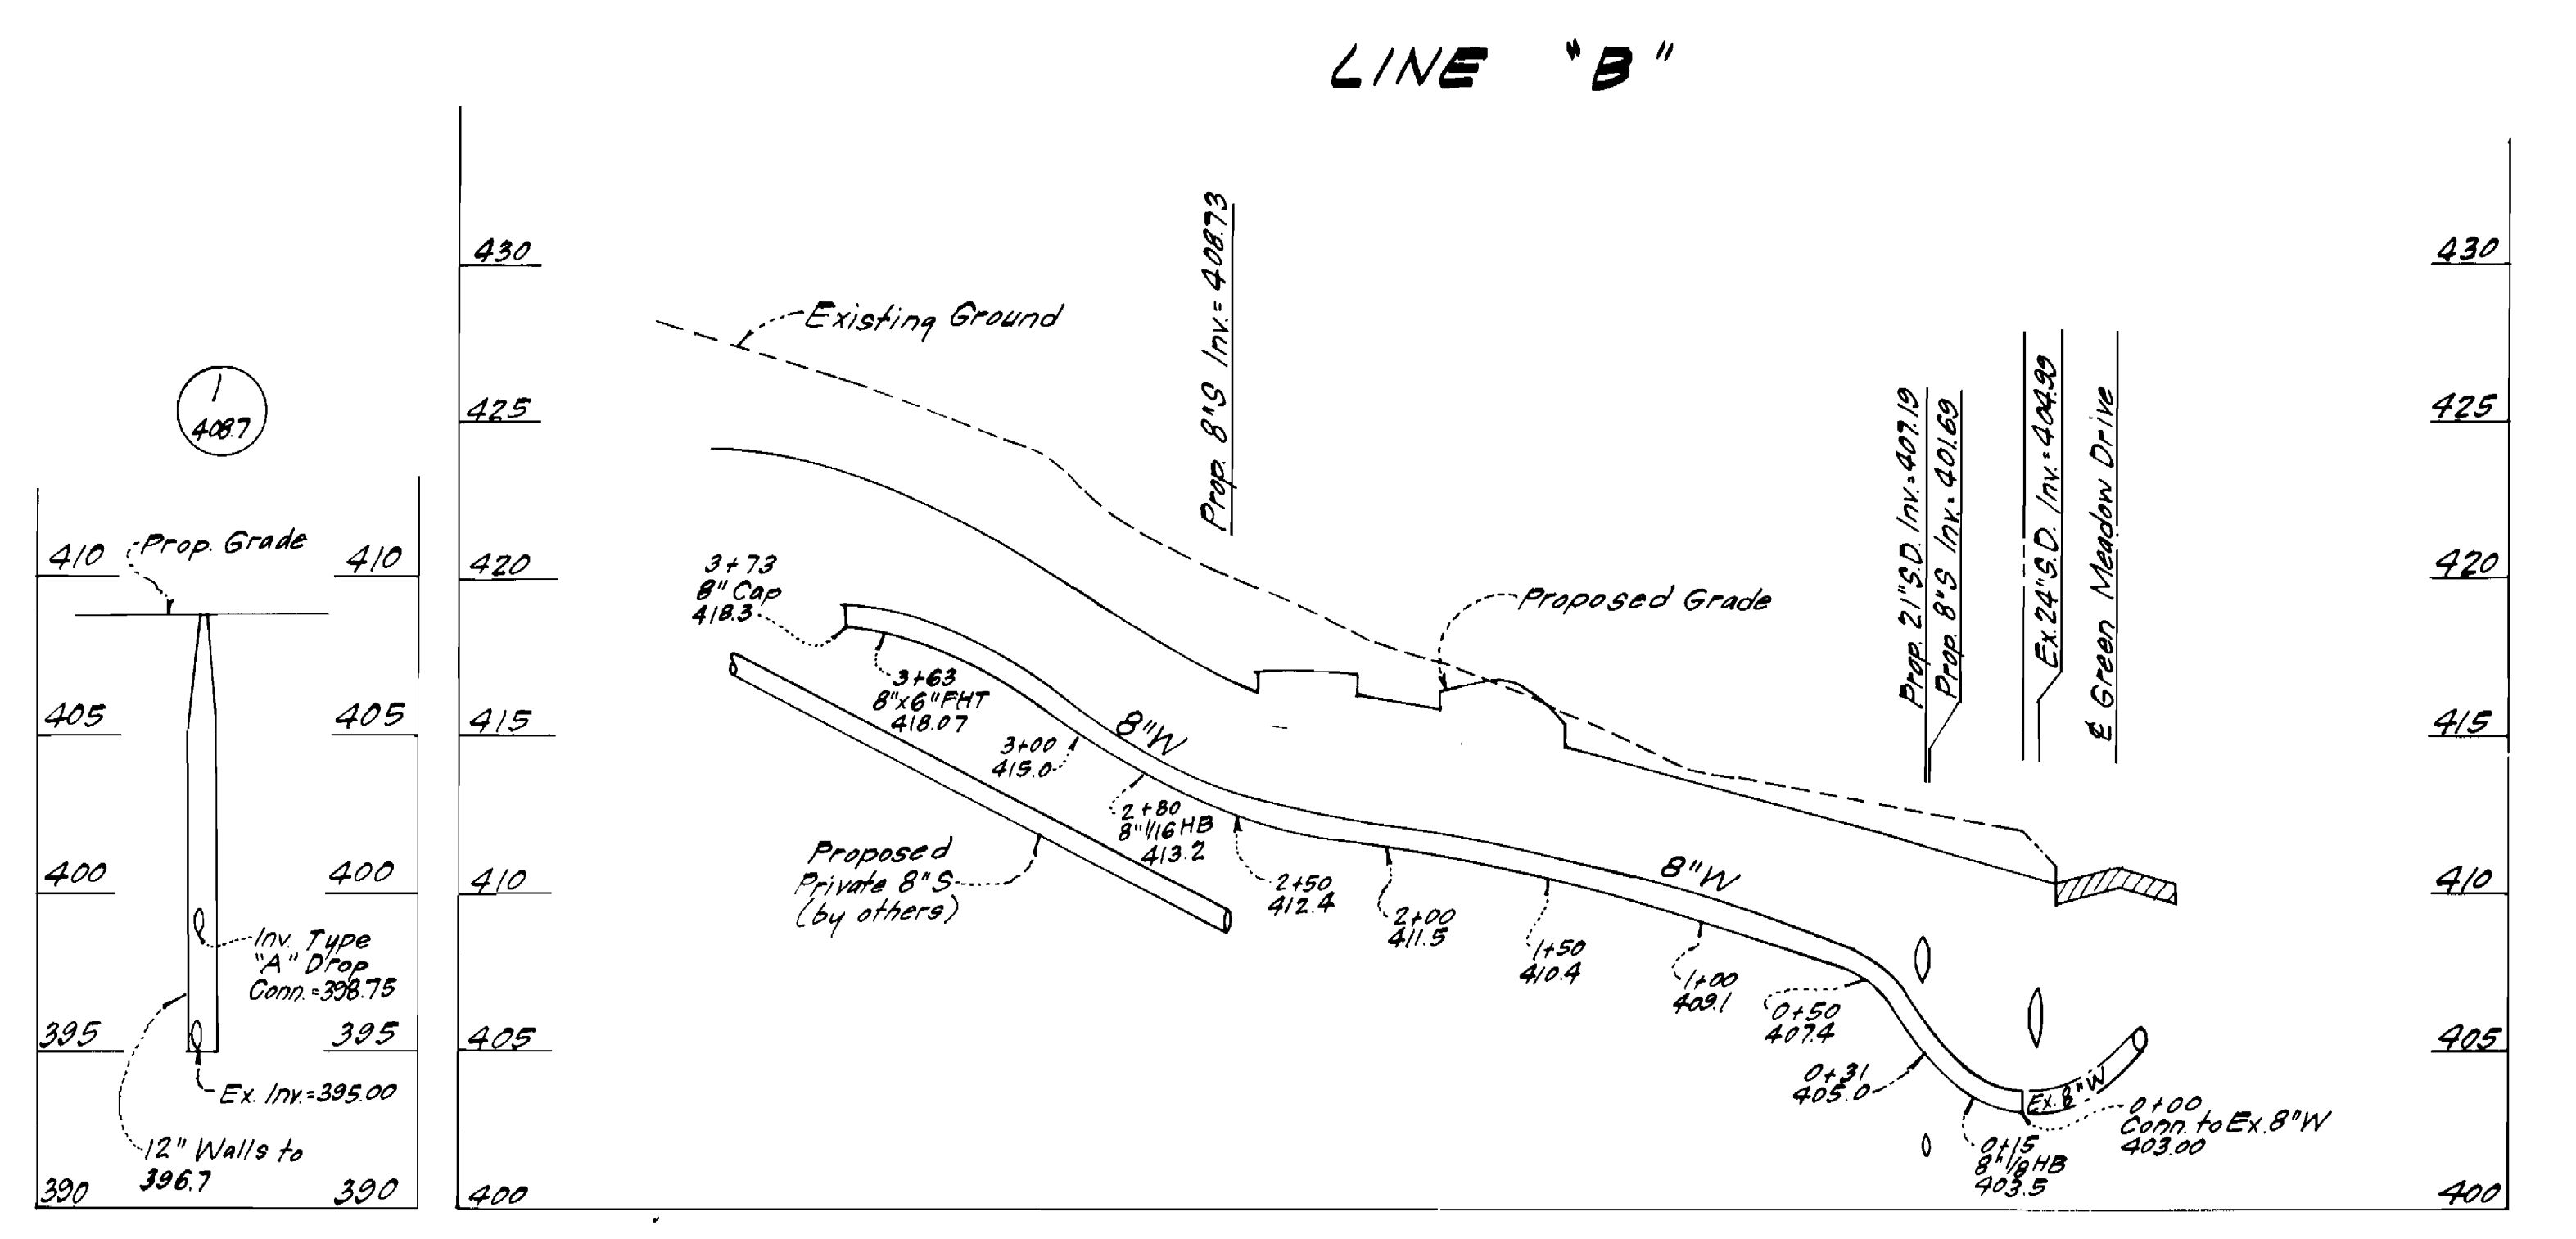 LINE "B"
1
408.7
410
Prop. Grade
410
405
405
400
400
Inv. Type
"A" Drop
Conn.=398.75
395
395
Ex. Inv.=395.00
12" Walls to
396.7
390
390
430
425
420
415
410
405
400
Existing Ground
Prop. 8"S Inv.=408.73
3+73
8" Cap
418.3
3+63
8"x6" FHT
418.07
3+00
415.0
8"W
2+80
8" 1/16 HB
413.2
Proposed
Private 8"S
(by others)
2+50
412.4
2+00
411.5
Proposed Grade
1+50
410.4
8"W
1+00
409.1
0+50
407.4
0+31
405.0
Prop. 21"S.D. Inv.=407.19
Prop. 8"S Inv.=401.69
Ex. 24"S.D. Inv.=404.99
℄ Green Meadow Drive
Ex. 8"W
0+15
8" 1/8 HB
403.5
0+00
Conn. to Ex. 8"W
403.00
430
425
420
415
410
405
400